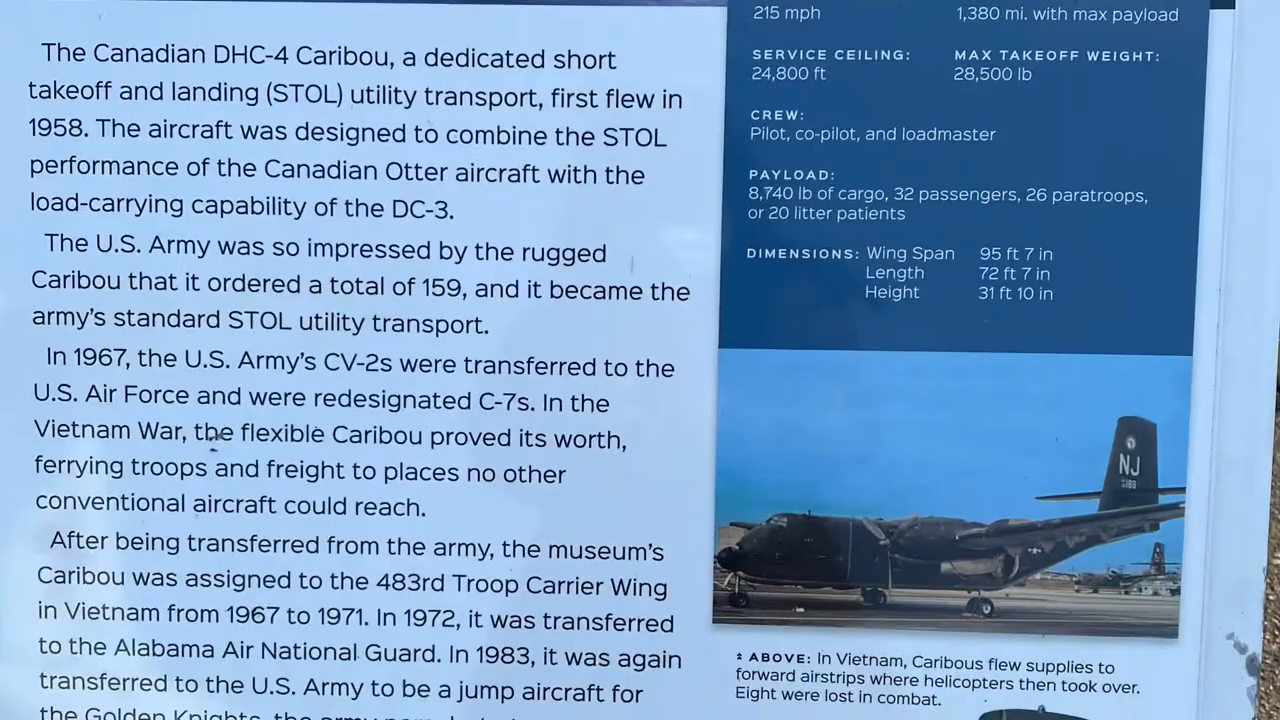 The Canadian DHC-4 Caribou, a dedicated short
takeoff and landing (STOL) utility transport, first flew in
1958. The aircraft was designed to combine the STOL
performance of the Canadian Otter aircraft with the
load-carrying capability of the DC-3.
The U.S. Army was so impressed by the rugged
Caribou that it ordered a total of 159, and it became the
army's standard STOL utility transport.
In 1967, the U.S. Army's CV-2s were transferred to the
U.S. Air Force and were redesignated C-7s. In the
Vietnam War, the flexible Caribou proved its worth,
ferrying troops and freight to places no other
conventional aircraft could reach.
After being transferred from the army, the museum's
Caribou was assigned to the 483rd Troop Carrier Wing
in Vietnam from 1967 to 1971. In 1972, it was transferred
to the Alabama Air National Guard. In 1983, it was again
transferred to the U.S. Army to be a jump aircraft for
the Golden Knights, the army
215 mph
1,380 mi. with max payload
SERVICE CEILING:
24,800 ft
MAX TAKEOFF WEIGHT:
28,500 lb
CREW:
Pilot, co-pilot, and loadmaster
PAYLOAD:
8,740 lb of cargo, 32 passengers, 26 paratroops,
or 20 litter patients
DIMENSIONS: Wing Span 95 ft 7 in
Length 72 ft 7 in
Height 31 ft 10 in
NJ
ABOVE: In Vietnam, Caribous flew supplies to
forward airstrips where helicopters then took over.
Eight were lost in combat.